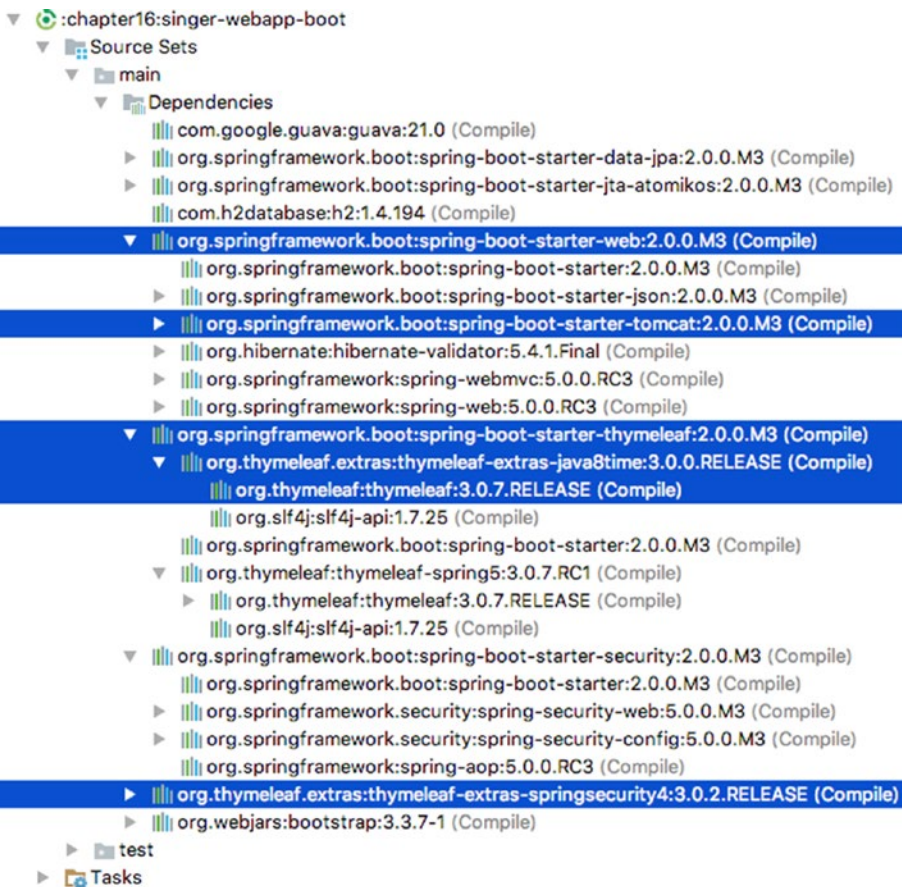 :chapter16:singer-webapp-boot
Source Sets
main
Dependencies
com.google.guava:guava:21.0 (Compile)
org.springframework.boot:spring-boot-starter-data-jpa:2.0.0.M3 (Compile)
org.springframework.boot:spring-boot-starter-jta-atomikos:2.0.0.M3 (Compile)
com.h2database:h2:1.4.194 (Compile)
org.springframework.boot:spring-boot-starter-web:2.0.0.M3 (Compile)
org.springframework.boot:spring-boot-starter:2.0.0.M3 (Compile)
org.springframework.boot:spring-boot-starter-json:2.0.0.M3 (Compile)
org.springframework.boot:spring-boot-starter-tomcat:2.0.0.M3 (Compile)
org.hibernate:hibernate-validator:5.4.1.Final (Compile)
org.springframework:spring-webmvc:5.0.0.RC3 (Compile)
org.springframework:spring-web:5.0.0.RC3 (Compile)
org.springframework.boot:spring-boot-starter-thymeleaf:2.0.0.M3 (Compile)
org.thymeleaf.extras:thymeleaf-extras-java8time:3.0.0.RELEASE (Compile)
org.thymeleaf:thymeleaf:3.0.7.RELEASE (Compile)
org.slf4j:slf4j-api:1.7.25 (Compile)
org.springframework.boot:spring-boot-starter:2.0.0.M3 (Compile)
org.thymeleaf:thymeleaf-spring5:3.0.7.RC1 (Compile)
org.thymeleaf:thymeleaf:3.0.7.RELEASE (Compile)
org.slf4j:slf4j-api:1.7.25 (Compile)
org.springframework.boot:spring-boot-starter-security:2.0.0.M3 (Compile)
org.springframework.boot:spring-boot-starter:2.0.0.M3 (Compile)
org.springframework.security:spring-security-web:5.0.0.M3 (Compile)
org.springframework.security:spring-security-config:5.0.0.M3 (Compile)
org.springframework:spring-aop:5.0.0.RC3 (Compile)
org.thymeleaf.extras:thymeleaf-extras-springsecurity4:3.0.2.RELEASE (Compile)
org.webjars:bootstrap:3.3.7-1 (Compile)
test
Tasks